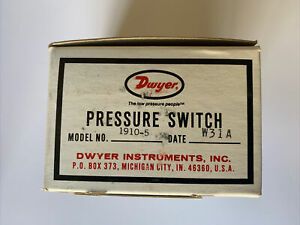 Dwyer.
The low pressure people™
PRESSURE SWITCH
MODEL NO. 1910-5 DATE W31A
DWYER INSTRUMENTS, INC.
P.O. BOX 373, MICHIGAN CITY, IN. 46360, U.S.A.